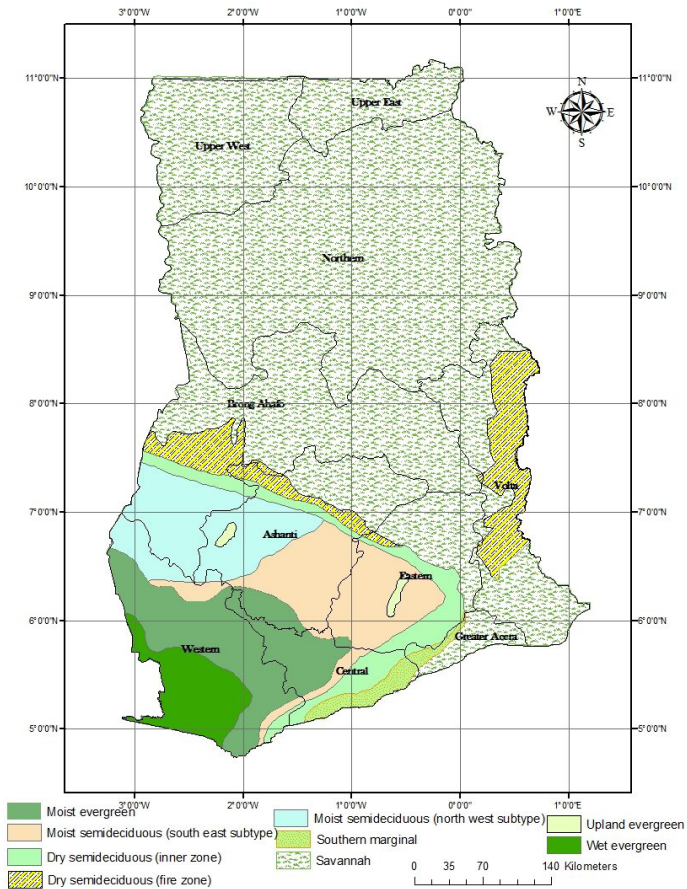 3°0'0"W 2°0'0"W 1°0'0"W 0°0'0" 1°0'0"E
11°0'0"N 11°0'0"N
N
W E
S
Upper East
Upper West
10°0'0"N 10°0'0"N
Northern
9°0'0"N 9°0'0"N
8°0'0"N 8°0'0"N
Brong Ahafo
Volta
7°0'0"N 7°0'0"N
Ashanti
Eastern
6°0'0"N 6°0'0"N
Greater Accra
Western
Central
5°0'0"N 5°0'0"N
3°0'0"W 2°0'0"W 1°0'0"W 0°0'0" 1°0'0"E
Moist evergreen
Moist semideciduous (south east subtype)
Dry semideciduous (inner zone)
Dry semideciduous (fire zone)
Moist semideciduous (north west subtype)
Southern marginal
Savannah
Upland evergreen
Wet evergreen
0 35 70 140 Kilometers